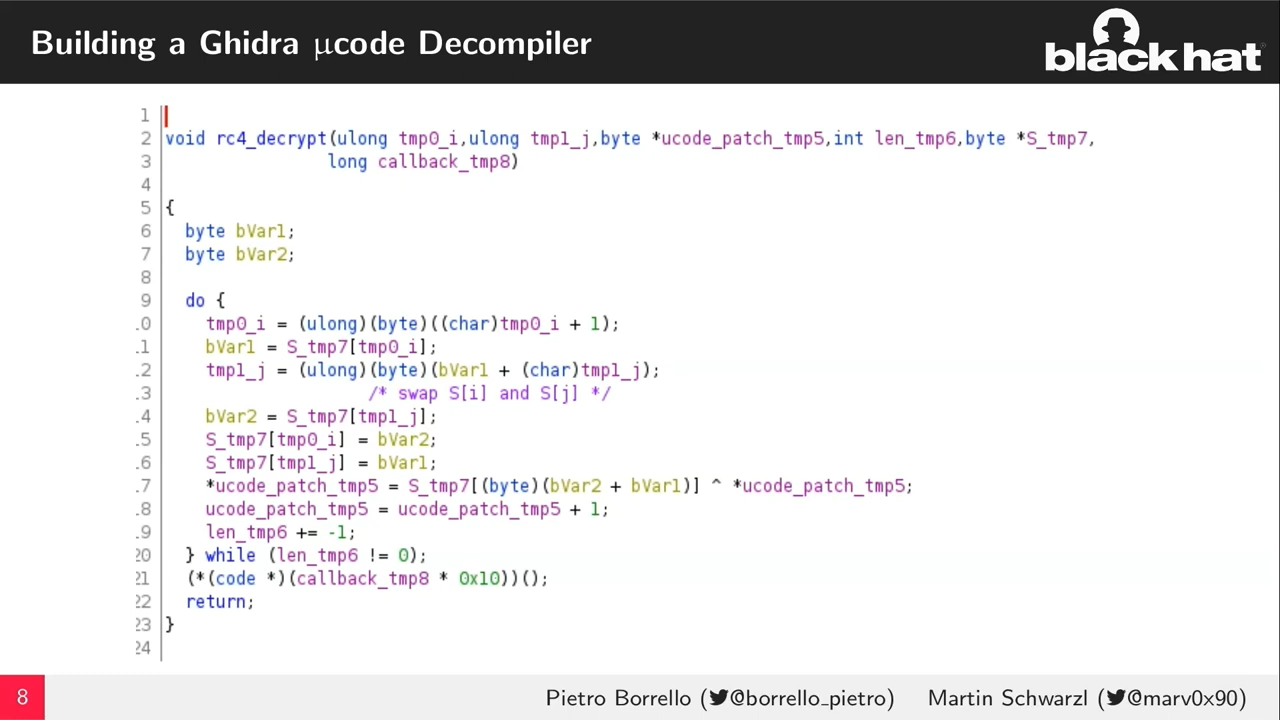 Building a Ghidra μcode Decompiler
black hat
1
2 void rc4_decrypt(ulong tmp0_i,ulong tmp1_j,byte *ucode_patch_tmp5,int len_tmp6,byte *S_tmp7,
3 long callback_tmp8)
4
5 {
6 byte bVar1;
7 byte bVar2;
8
9 do {
.0 tmp0_i = (ulong)(byte)((char)tmp0_i + 1);
.1 bVar1 = S_tmp7[tmp0_i];
.2 tmp1_j = (ulong)(byte)(bVar1 + (char)tmp1_j);
.3 /* swap S[i] and S[j] */
.4 bVar2 = S_tmp7[tmp1_j];
.5 S_tmp7[tmp0_i] = bVar2;
.6 S_tmp7[tmp1_j] = bVar1;
.7 *ucode_patch_tmp5 = S_tmp7[(byte)(bVar2 + bVar1)] ^ *ucode_patch_tmp5;
.8 ucode_patch_tmp5 = ucode_patch_tmp5 + 1;
.9 len_tmp6 += -1;
20 } while (len_tmp6 != 0);
21 (*(code *)(callback_tmp8 * 0x10))();
22 return;
23 }
24
8 Pietro Borrello (@borrello_pietro) Martin Schwarzl (@marv0x90)